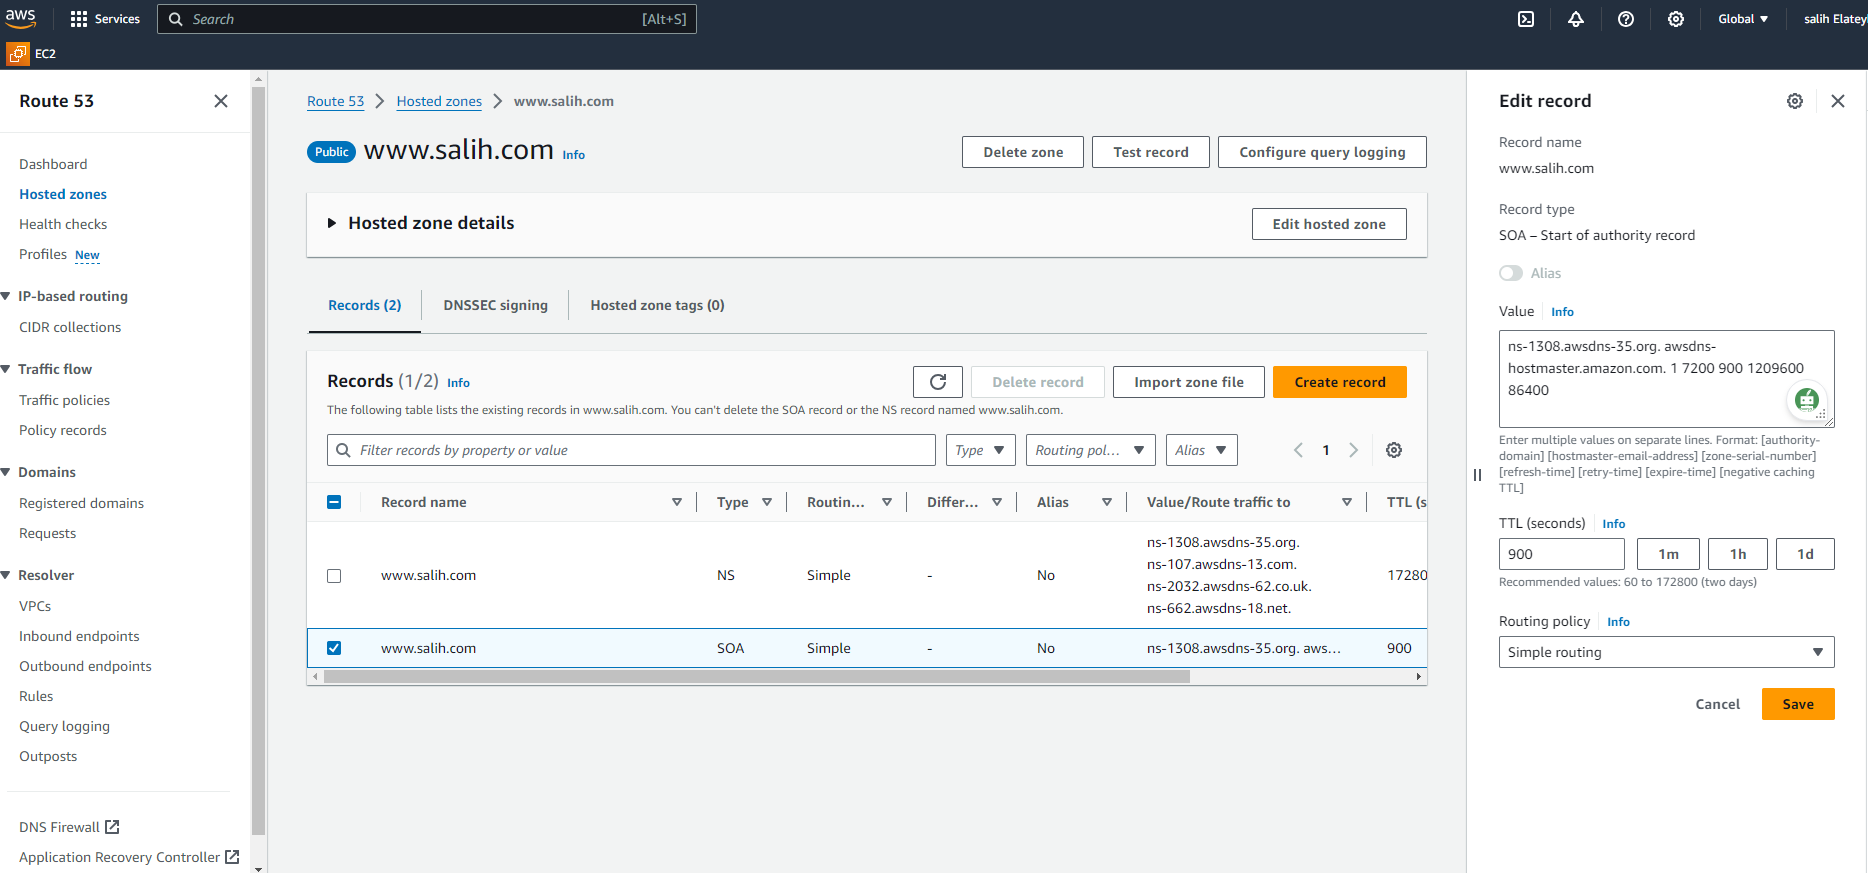 aws
Services
Search
[Alt+S]
Global
salih Elatey
EC2
Route 53
Dashboard
Hosted zones
Health checks
Profiles New
IP-based routing
CIDR collections
Traffic flow
Traffic policies
Policy records
Domains
Registered domains
Requests
Resolver
VPCs
Inbound endpoints
Outbound endpoints
Rules
Query logging
Outposts
DNS Firewall
Application Recovery Controller
Route 53 > Hosted zones > www.salih.com
Public www.salih.com Info
Delete zone
Test record
Configure query logging
Hosted zone details
Edit hosted zone
Records (2)
DNSSEC signing
Hosted zone tags (0)
Records (1/2) Info
Delete record
Import zone file
Create record
The following table lists the existing records in www.salih.com. You can't delete the SOA record or the NS record named www.salih.com.
Filter records by property or value
Type
Routing pol...
Alias
1
Record name Type Routin... Differ... Alias Value/Route traffic to TTL (s
www.salih.com NS Simple - No
ns-1308.awsdns-35.org.
ns-107.awsdns-13.com.
ns-2032.awsdns-62.co.uk.
ns-662.awsdns-18.net.
17280
www.salih.com SOA Simple - No ns-1308.awsdns-35.org. aws... 900
Edit record
Record name
www.salih.com
Record type
SOA – Start of authority record
Alias
Value Info
ns-1308.awsdns-35.org. awsdns-
hostmaster.amazon.com. 1 7200 900 1209600
86400
Enter multiple values on separate lines. Format: [authority-
domain] [hostmaster-email-address] [zone-serial-number]
[refresh-time] [retry-time] [expire-time] [negative caching
TTL]
TTL (seconds) Info
900
1m
1h
1d
Recommended values: 60 to 172800 (two days)
Routing policy Info
Simple routing
Cancel
Save